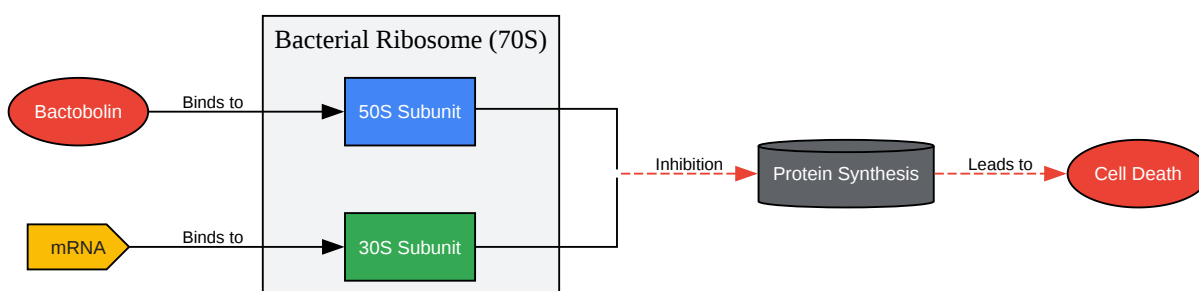 Bacterial Ribosome (70S)
Bactobolin
Binds to
50S Subunit
Inhibition
Protein Synthesis
Leads to
Cell Death
mRNA
Binds to
30S Subunit